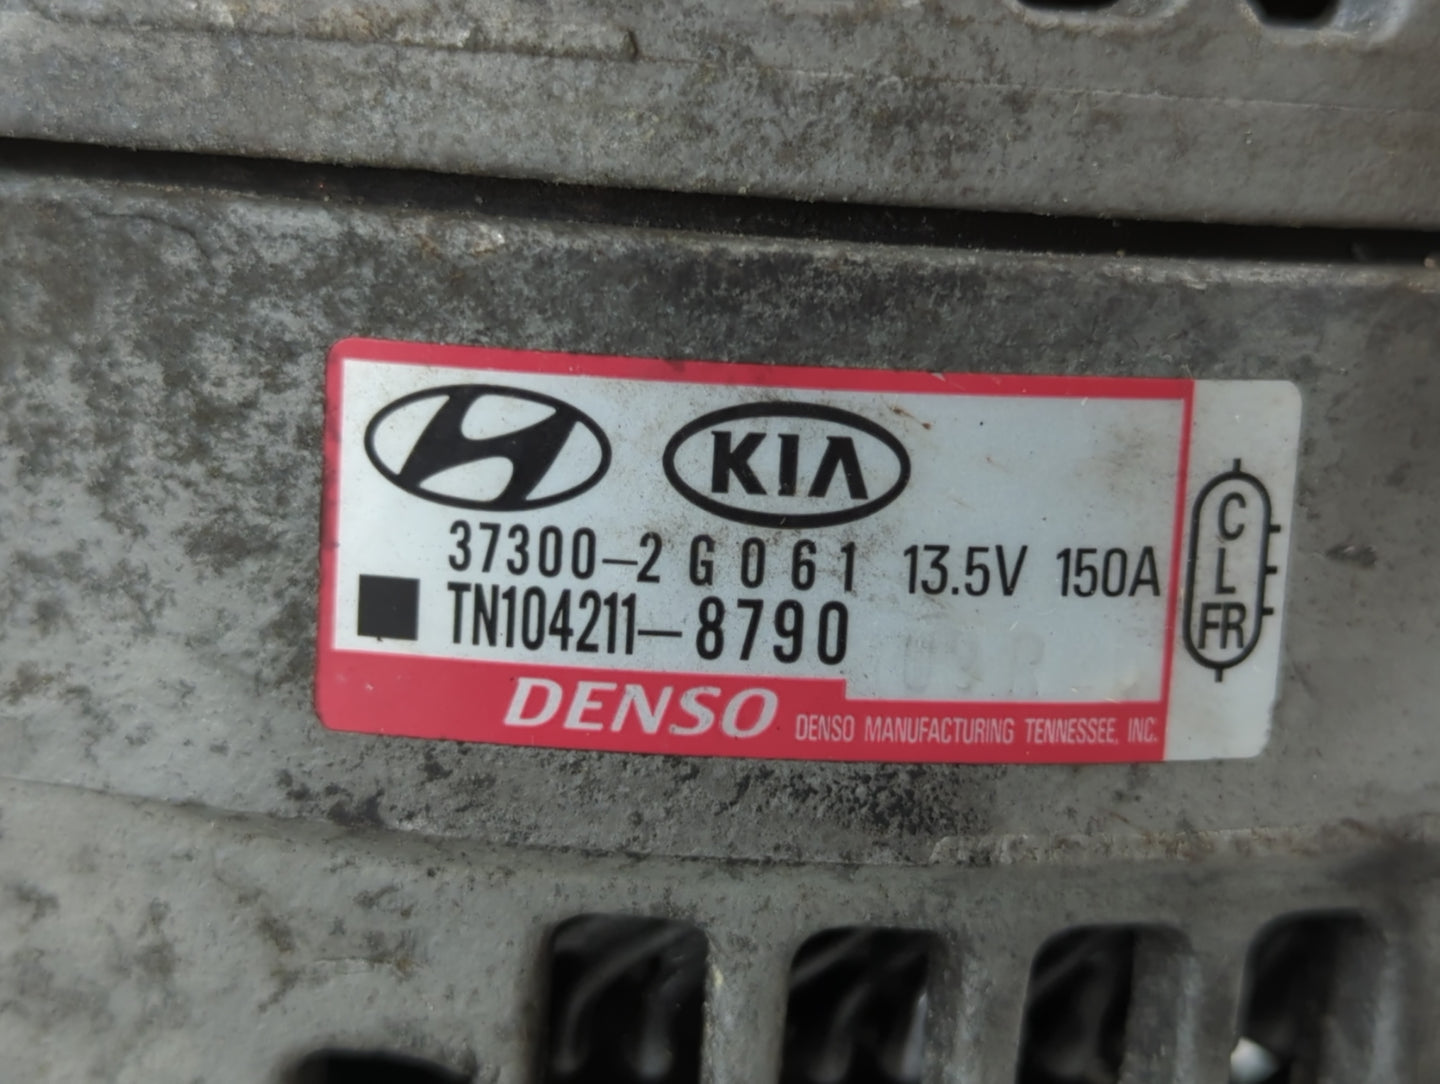 KIA
37300-2G061 13.5V 150A
TN104211-8790
DENSO DENSO MANUFACTURING TENNESSEE, INC.
C
L
FR